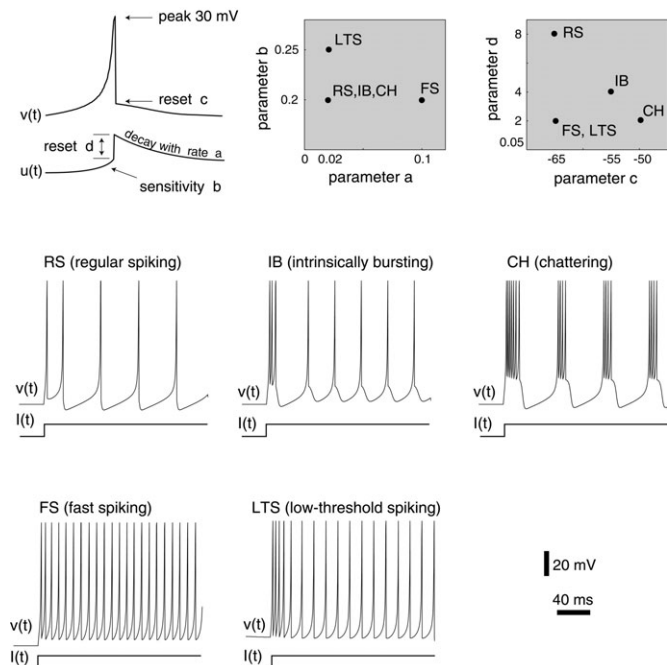 peak 30 mV
reset c
v(t)
reset d
decay with rate a
u(t)
sensitivity b
parameter b
0.25
0.2
LTS
RS,IB,CH
FS
0
0.02
0.1
parameter a
parameter d
8
4
2
0.05
RS
IB
CH
FS, LTS
-65
-55
-50
parameter c
RS (regular spiking)
v(t)
I(t)
IB (intrinsically bursting)
v(t)
I(t)
CH (chattering)
v(t)
I(t)
FS (fast spiking)
v(t)
I(t)
LTS (low-threshold spiking)
v(t)
I(t)
20 mV
40 ms